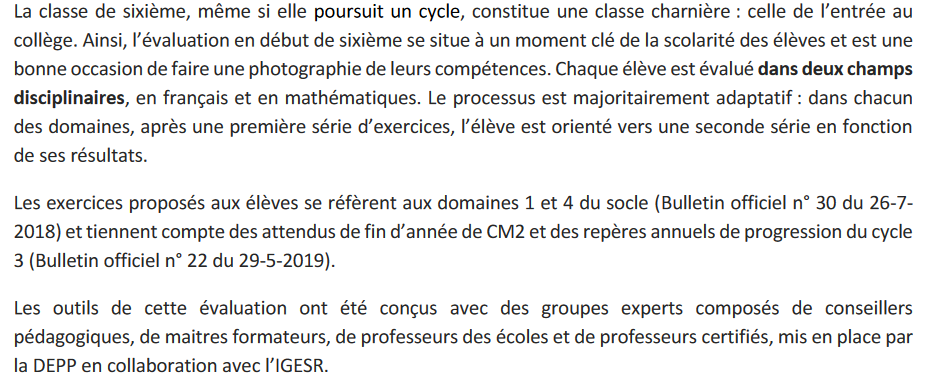 La classe de sixième, même si elle poursuit un cycle, constitue une classe charnière : celle de l’entrée au
collège. Ainsi, l’évaluation en début de sixième se situe à un moment clé de la scolarité des élèves et est une
bonne occasion de faire une photographie de leurs compétences. Chaque élève est évalué dans deux champs
disciplinaires, en français et en mathématiques. Le processus est majoritairement adaptatif : dans chacun
des domaines, après une première série d’exercices, l’élève est orienté vers une seconde série en fonction
de ses résultats.
Les exercices proposés aux élèves se réfèrent aux domaines 1 et 4 du socle (Bulletin officiel n° 30 du 26-7-
2018) et tiennent compte des attendus de fin d’année de CM2 et des repères annuels de progression du cycle
3 (Bulletin officiel n° 22 du 29-5-2019).
Les outils de cette évaluation ont été conçus avec des groupes experts composés de conseillers
pédagogiques, de maitres formateurs, de professeurs des écoles et de professeurs certifiés, mis en place par
la DEPP en collaboration avec l’IGESR.